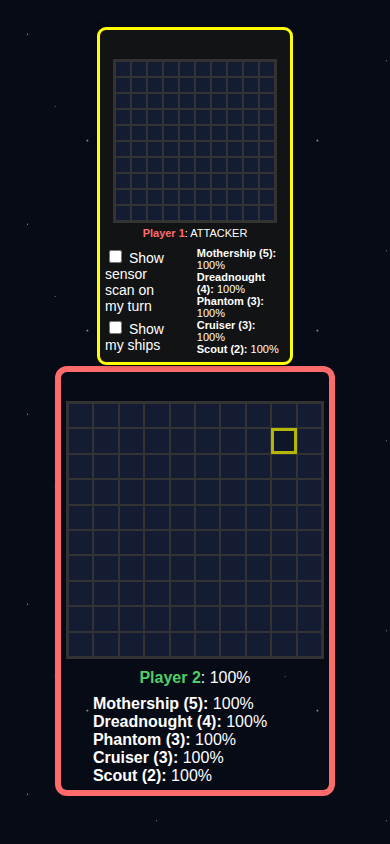 Player 1: ATTACKER
Show
sensor
scan on
my turn
Show
my ships
Mothership (5):
100%
Dreadnought
(4): 100%
Phantom (3):
100%
Cruiser (3):
100%
Scout (2): 100%
Player 2: 100%
Mothership (5): 100%
Dreadnought (4): 100%
Phantom (3): 100%
Cruiser (3): 100%
Scout (2): 100%